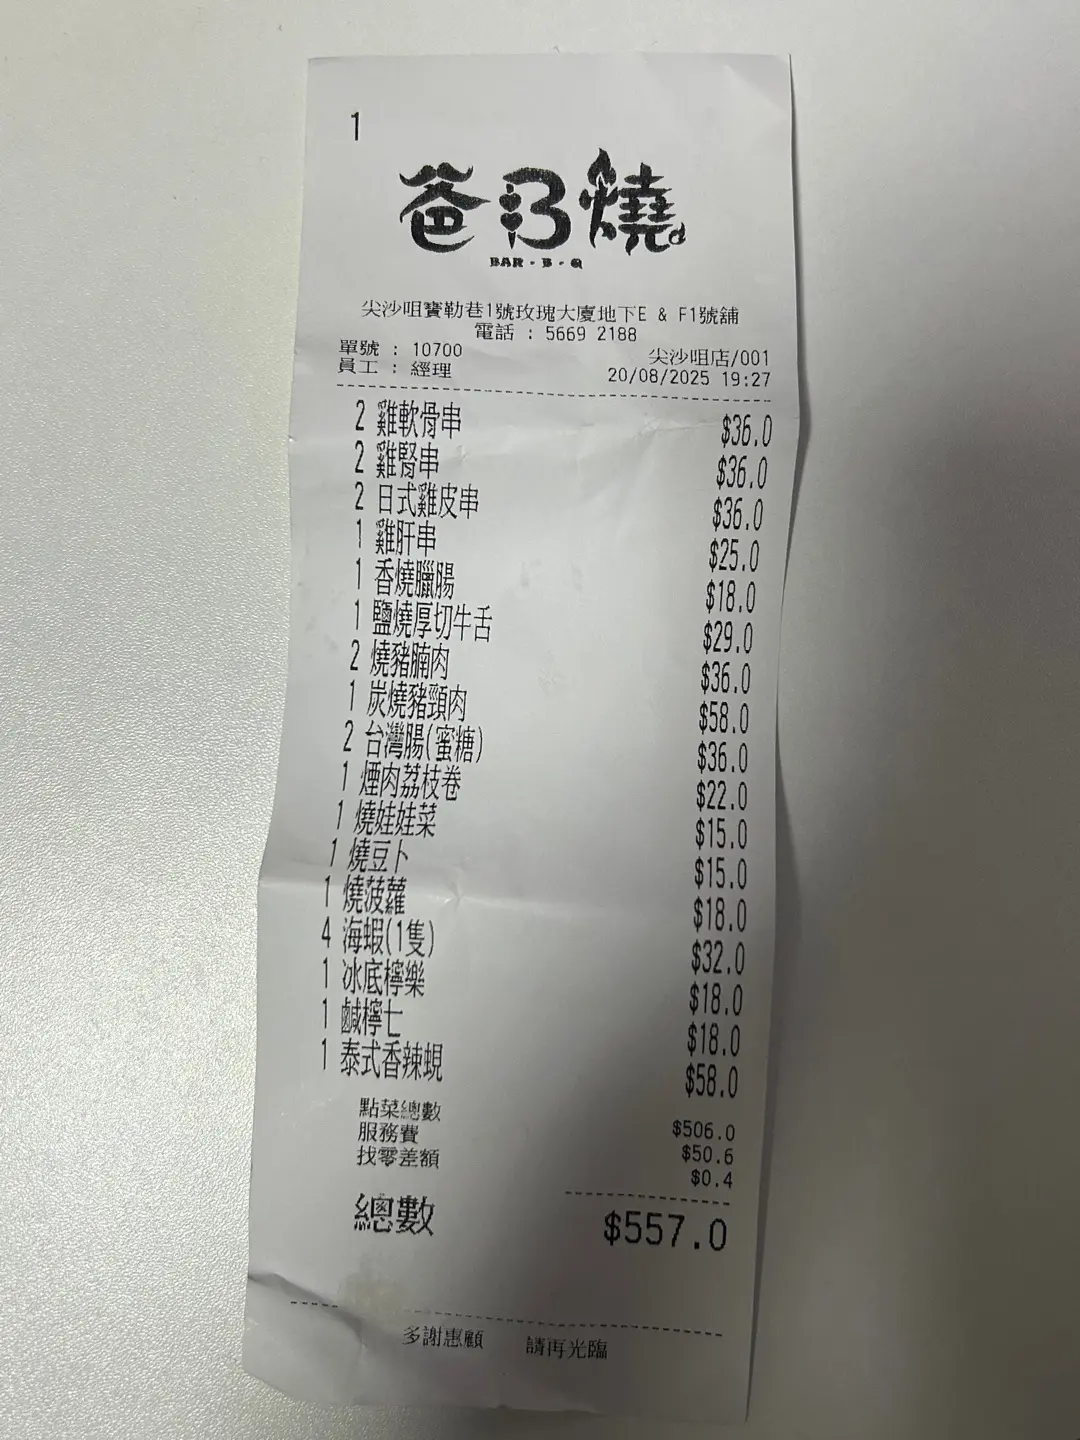 1
爸B燒
BAR-B-Q
尖沙咀寶勒巷1號玫瑰大廈地下E & F1號舖
電話 : 5669 2188
單號 : 10700 尖沙咀店/001
員工 : 經理 20/08/2025 19:27
2 雞軟骨串 $36.0
2 雞腎串 $36.0
2 日式雞皮串 $36.0
1 雞肝串 $25.0
1 香燒臘腸 $18.0
1 鹽燒厚切牛舌 $29.0
2 燒豬腩肉 $36.0
1 炭燒豬頸肉 $58.0
2 台灣腸(蜜糖) $36.0
1 煙肉荔枝卷 $22.0
1 燒娃娃菜 $15.0
1 燒豆卜 $15.0
1 燒菠蘿 $18.0
4 海蝦(1隻) $32.0
1 冰底檸樂 $18.0
1 鹹檸七 $18.0
1 泰式香辣蜆 $58.0
點菜總數 $506.0
服務費 $50.6
找零差額 $0.4
總數 $557.0
多謝惠顧 請再光臨